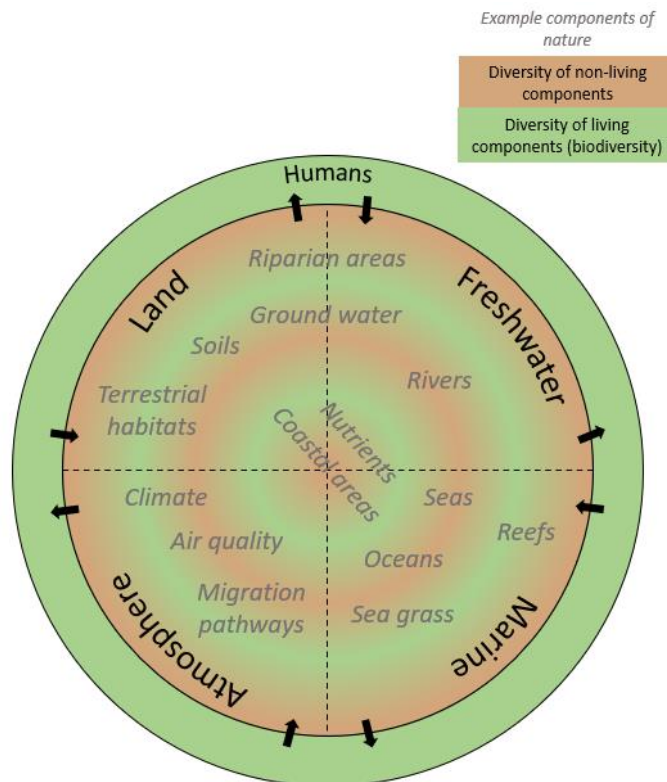 Example components of
nature
Diversity of non-living
components
Diversity of living
components (biodiversity)
Humans
Land
Freshwater
Riparian areas
Ground water
Soils
Rivers
Terrestrial
habitats
Nutrients
Coastal areas
Climate
Seas
Air quality
Reefs
Oceans
Migration
pathways
Sea grass
Atmosphere
Marine